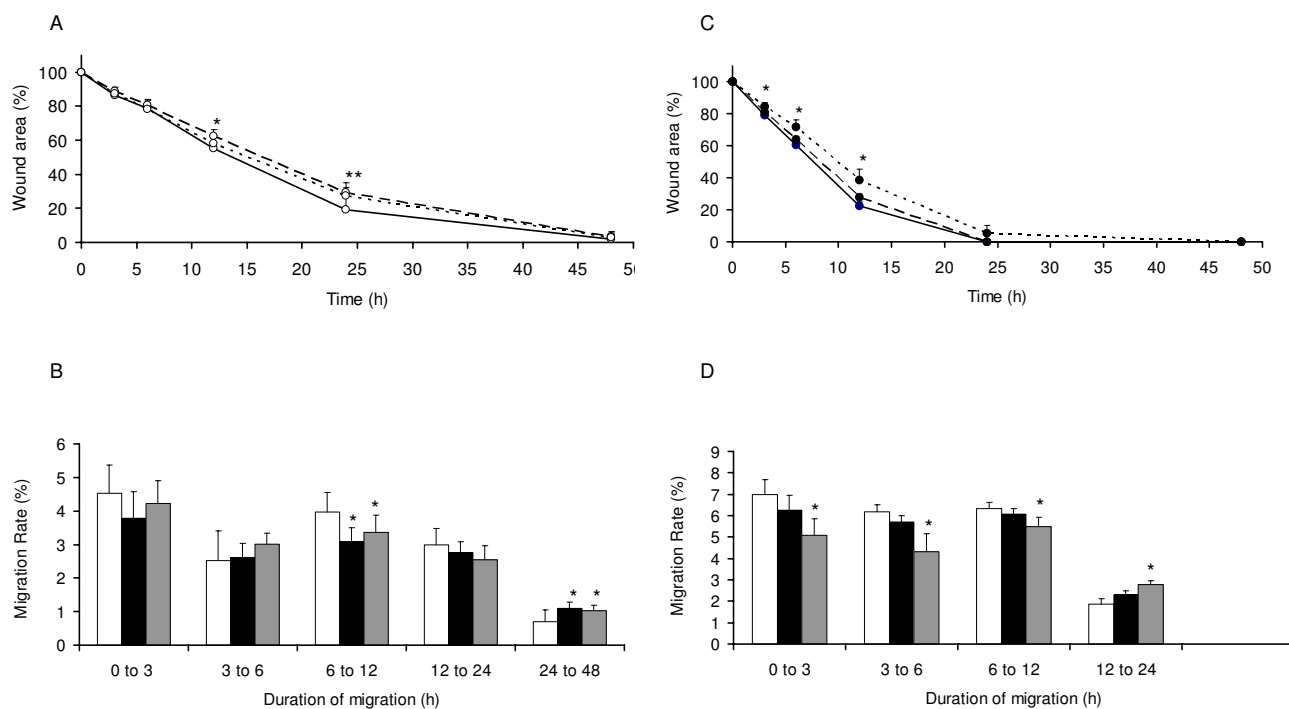 A
100
80
60
40
20
0
Wound area (%)
*
**
0 5 10 15 20 25 30 35 40 45
Time (h)
C
100
80
60
40
20
0
Wound area (%)
*
*
*
0 5 10 15 20 25 30 35 40 45 50
Time (h)
B
6
5
4
3
2
1
0
Migration Rate (%)
* *
* *
0 to 3 3 to 6 6 to 12 12 to 24 24 to 48
Duration of migration (h)
D
9
8
7
6
5
4
3
2
1
0
Migration Rate (%)
* * * *
0 to 3 3 to 6 6 to 12 12 to 24
Duration of migration (h)